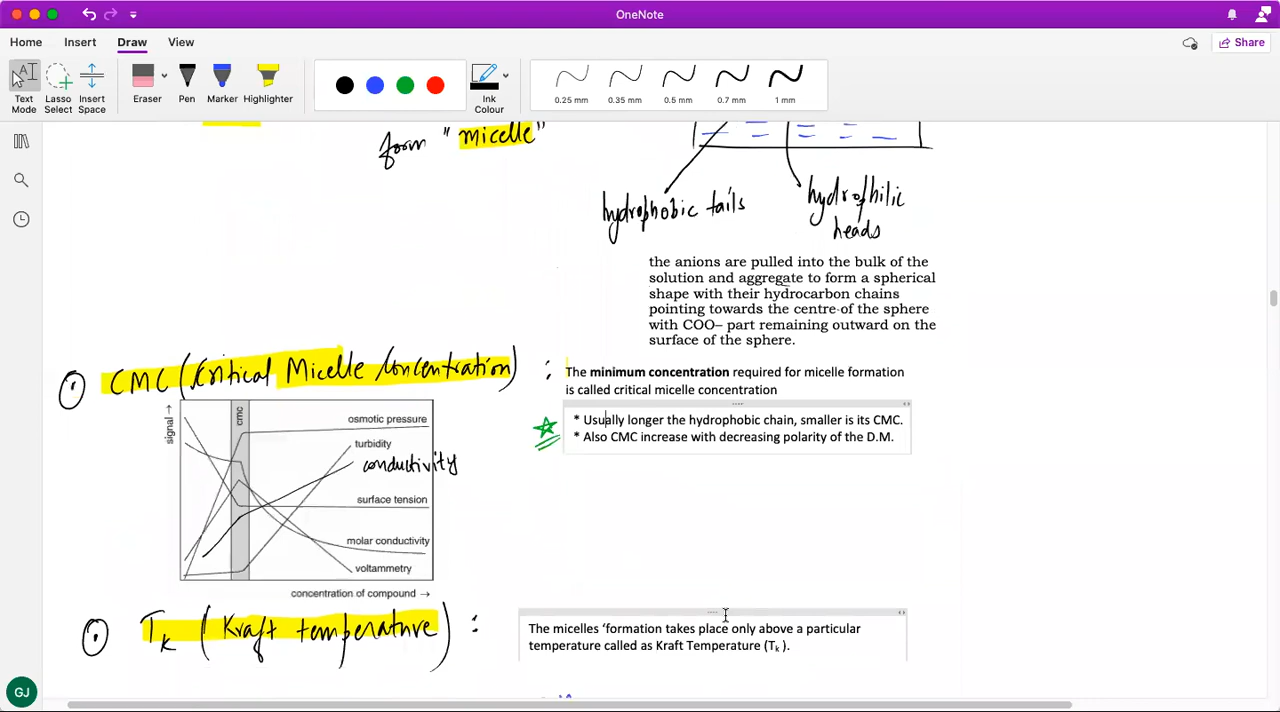 OneNote
Home Insert Draw View
Share
Text Mode
Lasso Select
Insert Space
Eraser
Pen
Marker
Highlighter
Ink Colour
0.25 mm
0.35 mm
0.5 mm
0.7 mm
1 mm
form "micelle"
hydrophobic tails
hydrophilic heads
the anions are pulled into the bulk of the
solution and aggregate to form a spherical
shape with their hydrocarbon chains
pointing towards the centre of the sphere
with COO– part remaining outward on the
surface of the sphere.
CMC (Critical Micelle Concentration) :
The minimum concentration required for micelle formation
is called critical micelle concentration
* Usually longer the hydrophobic chain, smaller is its CMC.
* Also CMC increase with decreasing polarity of the D.M.
signal →
cmc
osmotic pressure
turbidity
conductivity
surface tension
molar conductivity
voltammetry
concentration of compound →
Tk (Kraft temperature) :
The micelles ‘formation takes place only above a particular
temperature called as Kraft Temperature (Tk ).
GJ